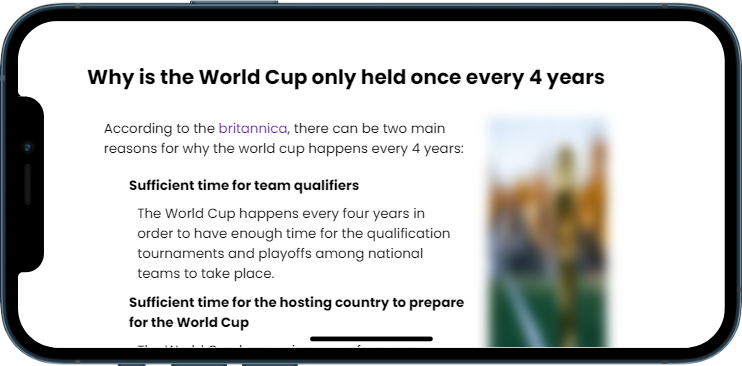 Why is the World Cup only held once every 4 years
According to the britannica, there can be two main
reasons for why the world cup happens every 4 years:
Sufficient time for team qualifiers
The World Cup happens every four years in
order to have enough time for the qualification
tournaments and playoffs among national
teams to take place.
Sufficient time for the hosting country to prepare
for the World Cup